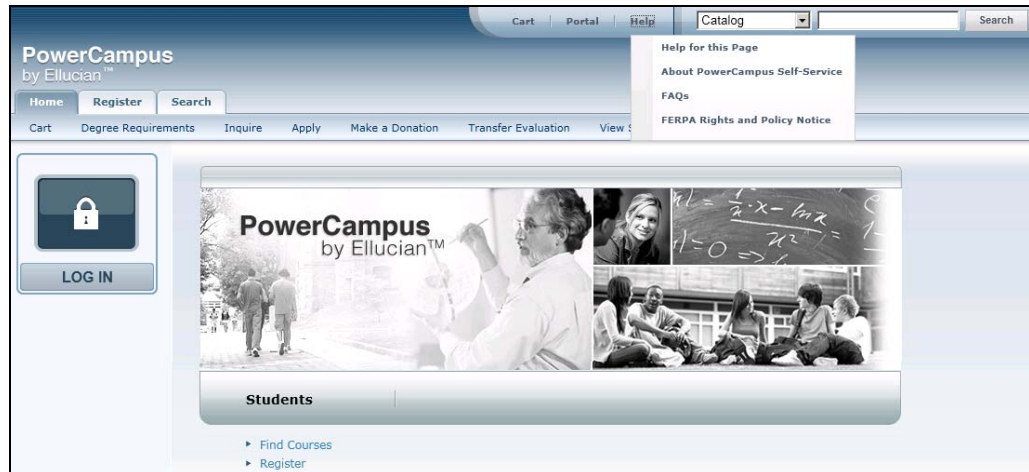 Cart | Portal | Help Catalog Search
Help for this Page
About PowerCampus Self-Service
FAQs
FERPA Rights and Policy Notice
PowerCampus
by Ellucian™
Home Register Search
Cart Degree Requirements Inquire Apply Make a Donation Transfer Evaluation View
LOG IN
PowerCampus
by Ellucian™
Students
Find Courses
Register